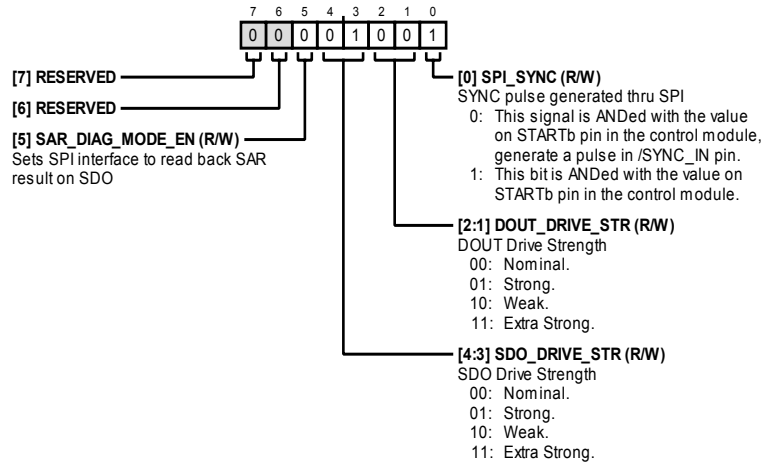 7 6 5 4 3 2 1 0
0 0 0 0 1 0 0 1
[7] RESERVED
[6] RESERVED
[5] SAR_DIAG_MODE_EN (R/W)
Sets SPI interface to read back SAR
result on SDO
[0] SPI_SYNC (R/W)
SYNC pulse generated thru SPI
0: This signal is ANDed with the value
on STARTb pin in the control module,
generate a pulse in /SYNC_IN pin.
1: This bit is ANDed with the value on
STARTb pin in the control module.
[2:1] DOUT_DRIVE_STR (R/W)
DOUT Drive Strength
00: Nominal.
01: Strong.
10: Weak.
11: Extra Strong.
[4:3] SDO_DRIVE_STR (R/W)
SDO Drive Strength
00: Nominal.
01: Strong.
10: Weak.
11: Extra Strong.